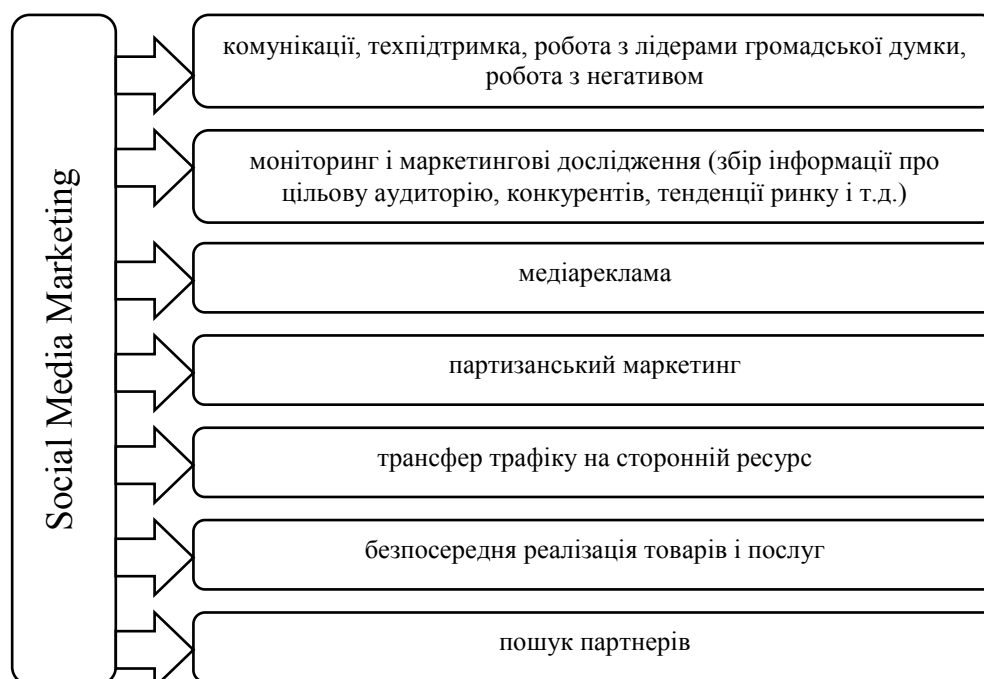 Social Media Marketing
комунікації, техпідтримка, робота з лідерами громадської думки,
робота з негативом
моніторинг і маркетингові дослідження (збір інформації про
цільову аудиторію, конкурентів, тенденції ринку і т.д.)
медіареклама
партизанський маркетинг
трансфер трафіку на сторонній ресурс
безпосередня реалізація товарів і послуг
пошук партнерів